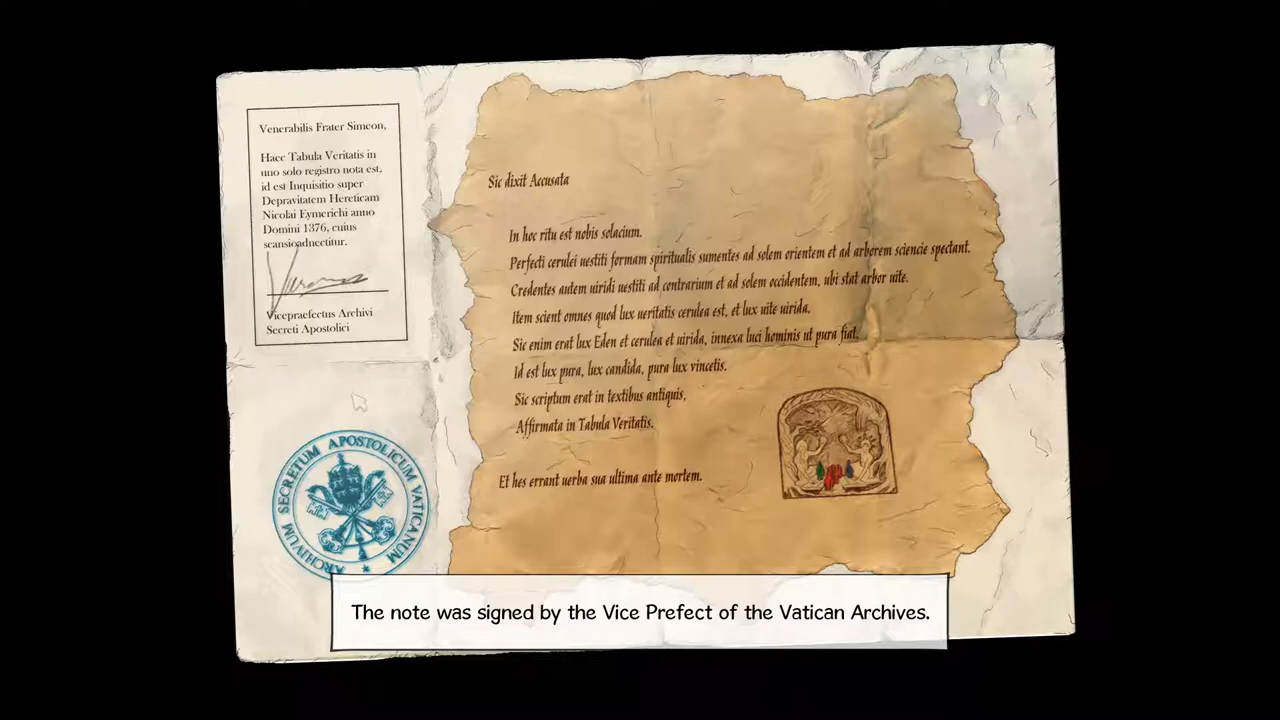 Venerabilis Frater Simeon,
Haec Tabula Veritatis in
uno solo registro nota est,
id est Inquisitio super
Depravitatem Hereticam
Nicolai Eymerichi anno
Domini 1376, cuius
scansioadnectitur.
Vicepraefectus Archivi
Secreti Apostolici
ARCHIVUM SECRETUM APOSTOLICUM VATICANUM
Sic dixit Accusata
In hoc ritu est nobis solacium.
Perfecti cerulei uestiti formam spiritualis sumentes ad solem orientem et ad arborem sciencie spectant.
Credentes autem uiridi uestiti ad contrarium et ad solem occidentem, ubi stat arbor uite.
Item scient omnes quod lux ueritatis cerulea est, et lux uite uirida.
Sic enim erat lux Eden et cerulea et uirida, innexa luci hominis ut pura fiat.
Id est lux pura, lux candida, pura lux vincetis.
Sic scriptum erat in textibus antiquis,
Affirmata in Tabula Veritatis.
Et hes errant uerba sua ultima ante mortem.
The note was signed by the Vice Prefect of the Vatican Archives.